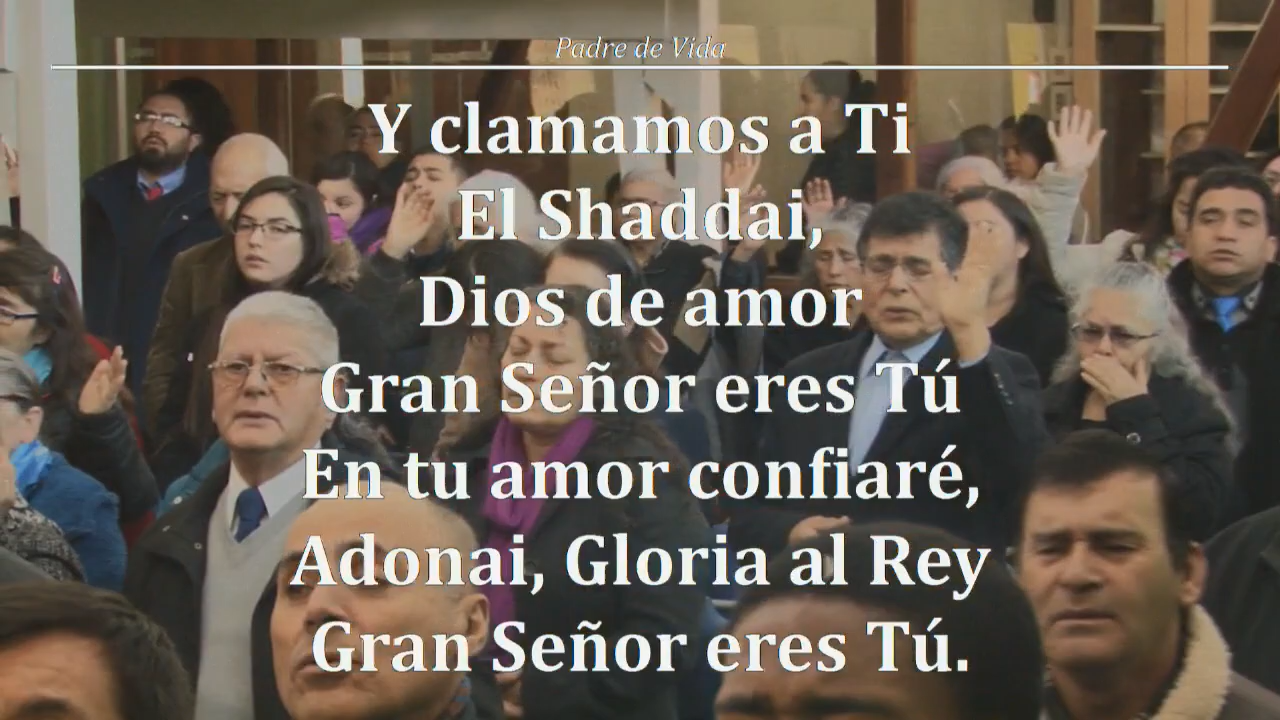 Padre de Vida
Y clamamos a Ti
El Shaddai,
Dios de amor
Gran Señor eres Tú
En tu amor confiaré,
Adonai, Gloria al Rey
Gran Señor eres Tú.